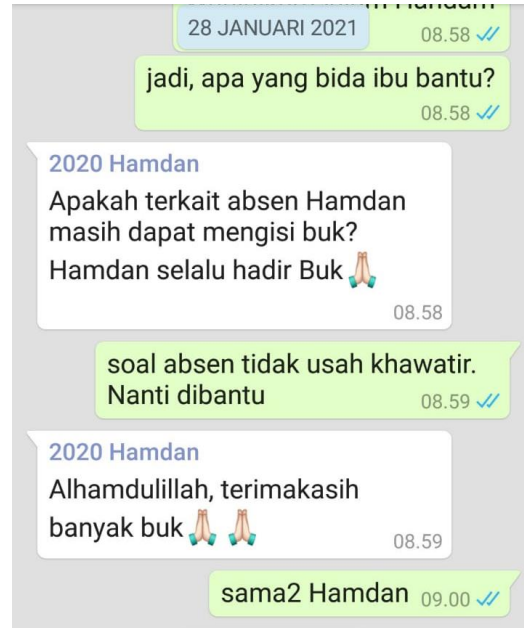 28 JANUARI 2021
08.58
jadi, apa yang bida ibu bantu?
08.58
2020 Hamdan
Apakah terkait absen Hamdan
masih dapat mengisi buk?
Hamdan selalu hadir Buk🙏🏻
08.58
soal absen tidak usah khawatir.
Nanti dibantu 08.59
2020 Hamdan
Alhamdulillah, terimakasih
banyak buk🙏🏻 🙏🏻
08.59
sama2 Hamdan 09.00